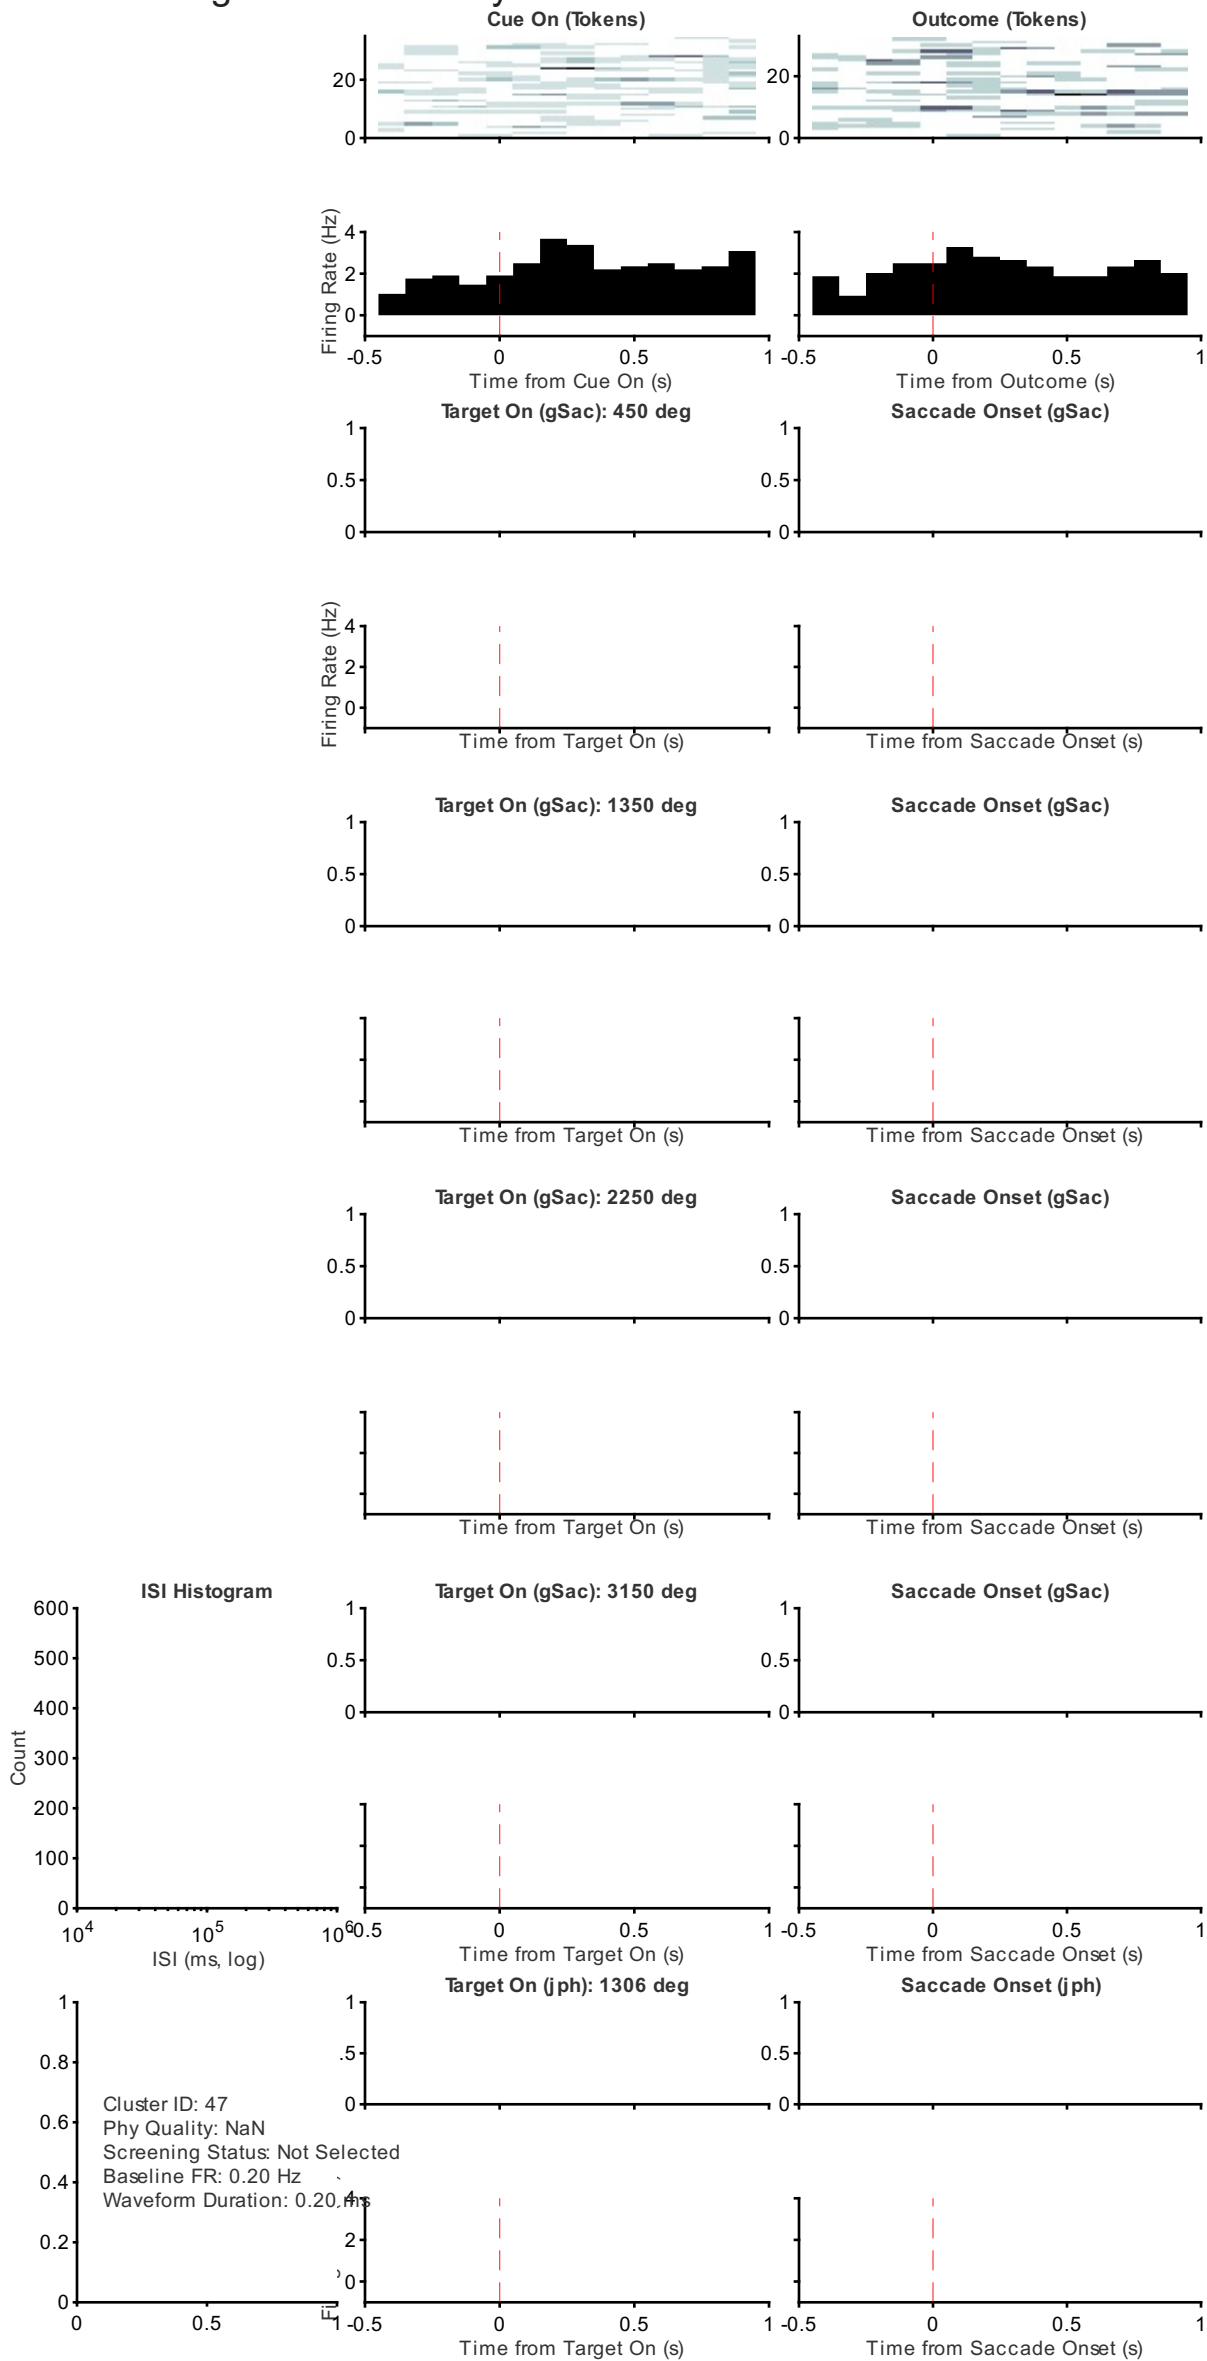 Cue On (Tokens)
Outcome (Tokens)
20
0
20
0
Firing Rate (Hz)
4
2
0
-0.5 0 0.5 1
Time from Cue On (s)
-0.5 0 0.5 1
Time from Outcome (s)
Target On (gSac): 450 deg
Saccade Onset (gSac)
1
0.5
0
1
0.5
0
Firing Rate (Hz)
4
2
0
Time from Target On (s)
Time from Saccade Onset (s)
Target On (gSac): 1350 deg
Saccade Onset (gSac)
1
0.5
0
1
0.5
0
Time from Target On (s)
Time from Saccade Onset (s)
Target On (gSac): 2250 deg
Saccade Onset (gSac)
1
0.5
0
1
0.5
0
Time from Target On (s)
Time from Saccade Onset (s)
ISI Histogram
600
500
400
300
200
100
0
Count
10^4 10^5 10^6
ISI (ms, log)
Target On (gSac): 3150 deg
Saccade Onset (gSac)
1
0.5
0
1
0.5
0
-0.5 0 0.5 1
Time from Target On (s)
-0.5 0 0.5 1
Time from Saccade Onset (s)
1
0.8
0.6
0.4
0.2
0
0 0.5 1
Cluster ID: 47
Phy Quality: NaN
Screening Status: Not Selected
Baseline FR: 0.20 Hz
Waveform Duration: 0.20 ms
Target On (jph): 1306 deg
Saccade Onset (jph)
1
.5
0
1
0.5
0
4
2
0
-0.5 0 0.5 1
Time from Target On (s)
-0.5 0 0.5 1
Time from Saccade Onset (s)